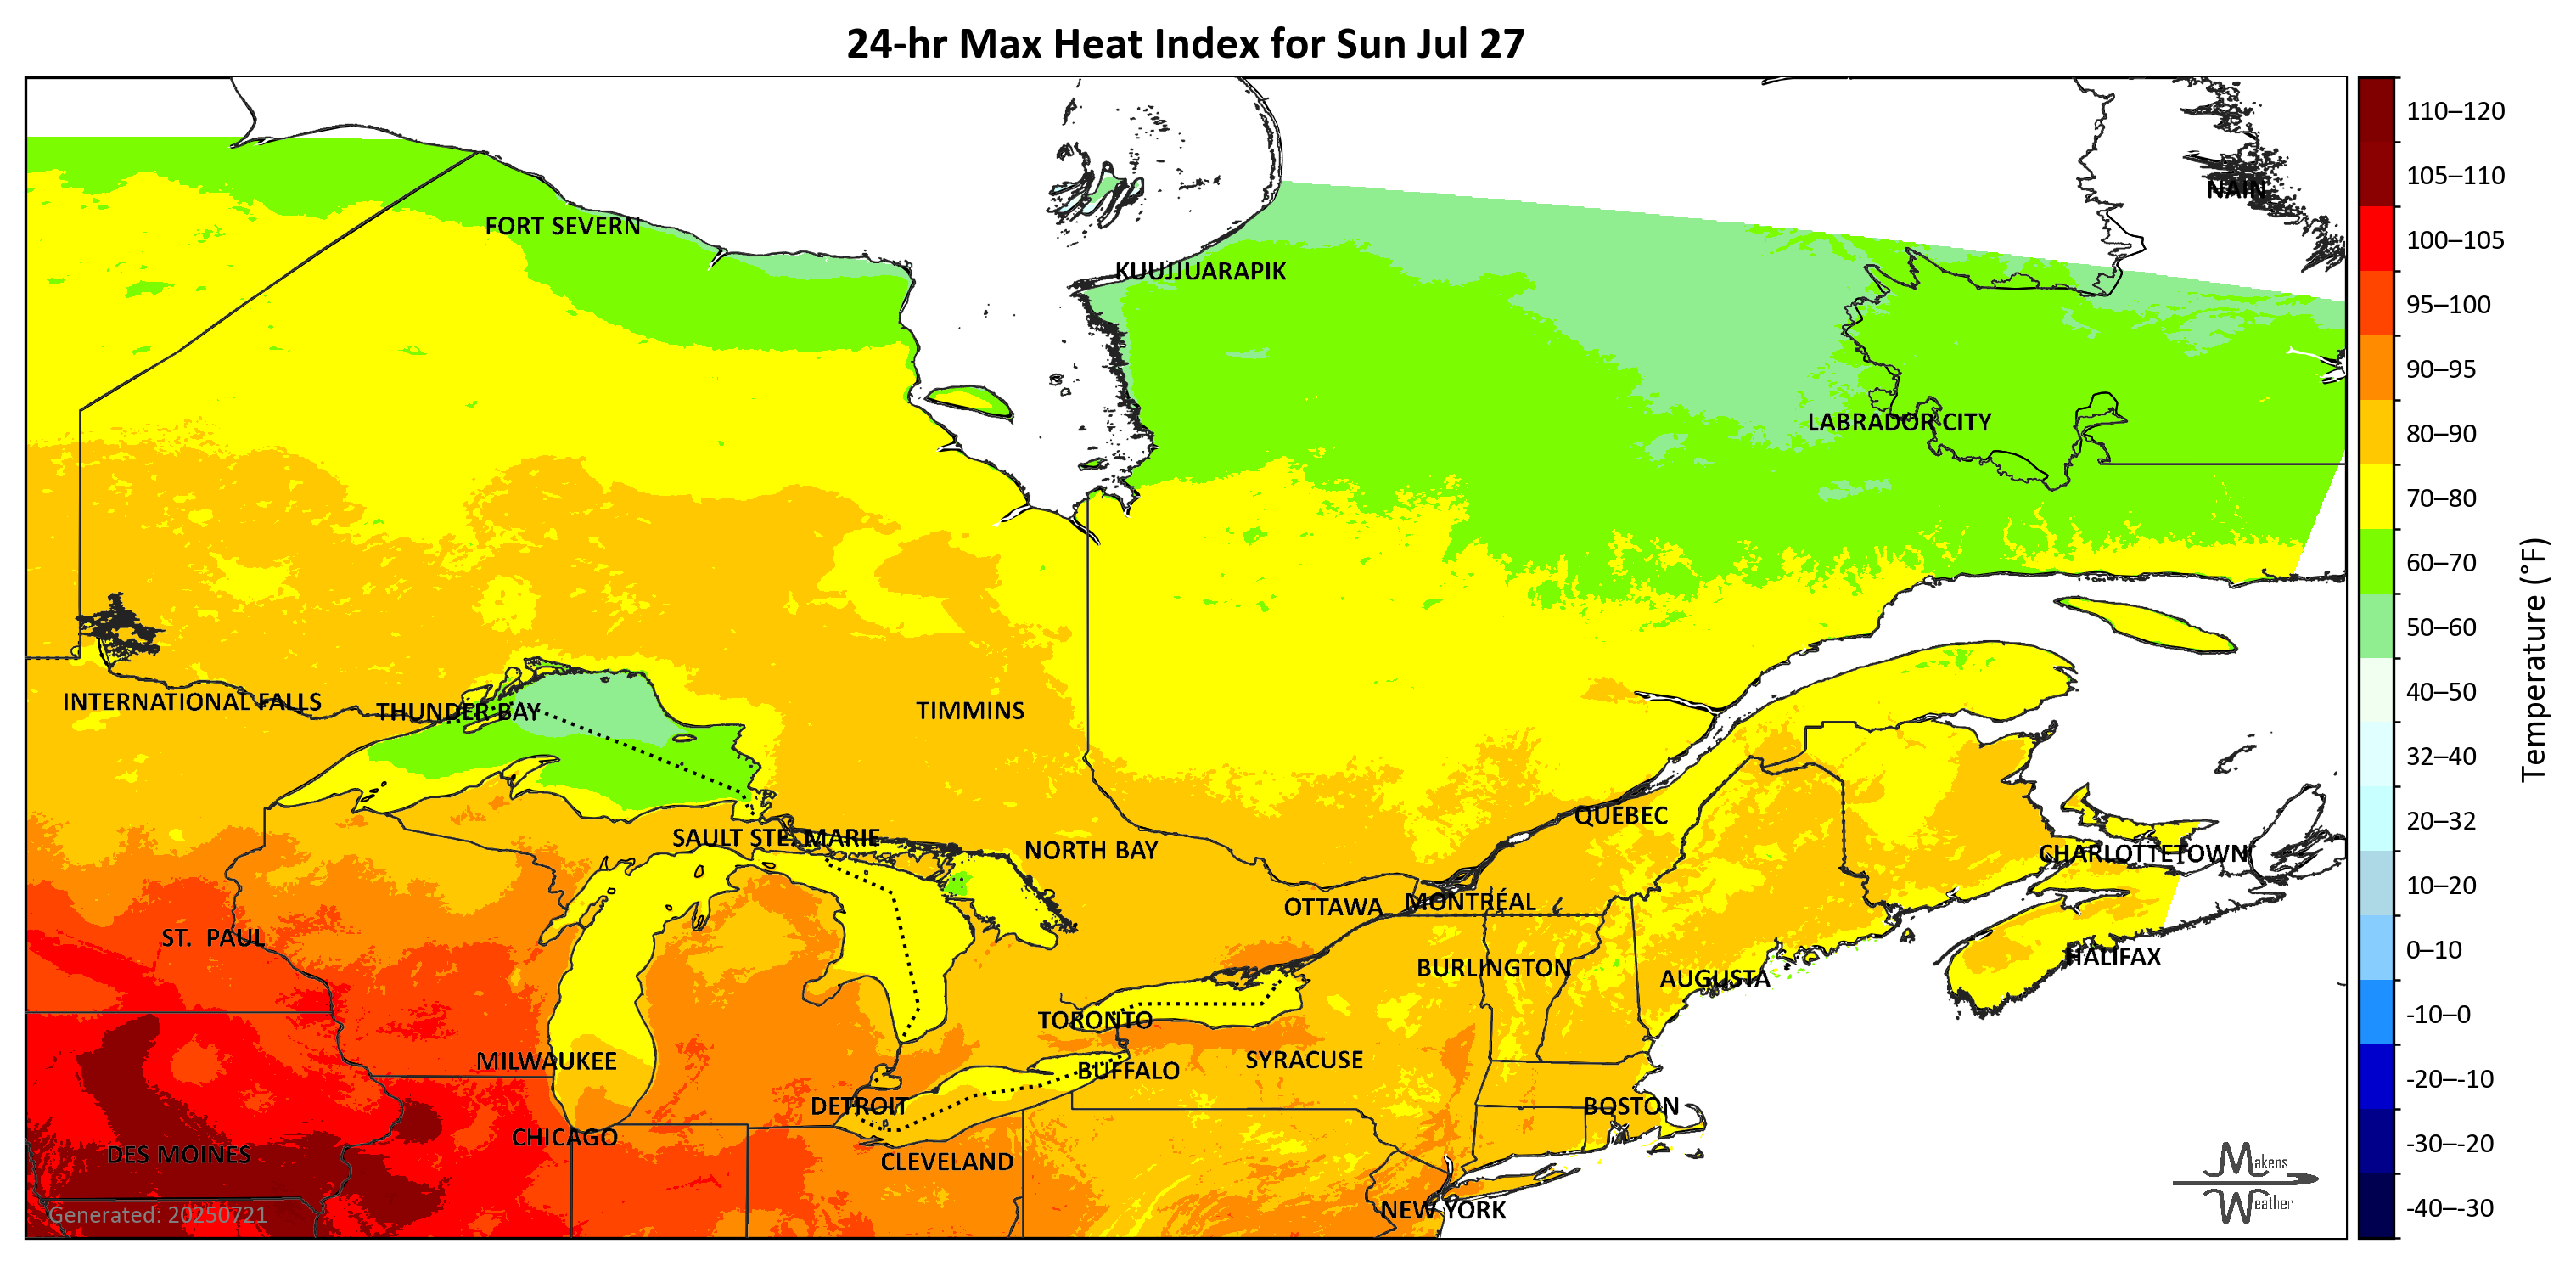 24-hr Max Heat Index for Sun Jul 27
NAIN
FORT SEVERN
KUUJJUARAPIK
LABRADOR CITY
INTERNATIONAL FALLS
THUNDER BAY
TIMMINS
QUEBEC
SAULT STE. MARIE
NORTH BAY
CHARLOTTETOWN
OTTAWA
MONTRÉAL
ST. PAUL
BURLINGTON
AUGUSTA
HALIFAX
TORONTO
MILWAUKEE
BUFFALO
SYRACUSE
DETROIT
BOSTON
CHICAGO
DES MOINES
CLEVELAND
NEW YORK
Generated: 20250721
Makens
Weather
110–120
105–110
100–105
95–100
90–95
80–90
70–80
60–70
50–60
40–50
32–40
20–32
10–20
0–10
-10–0
-20–-10
-30–-20
-40–-30
Temperature (°F)